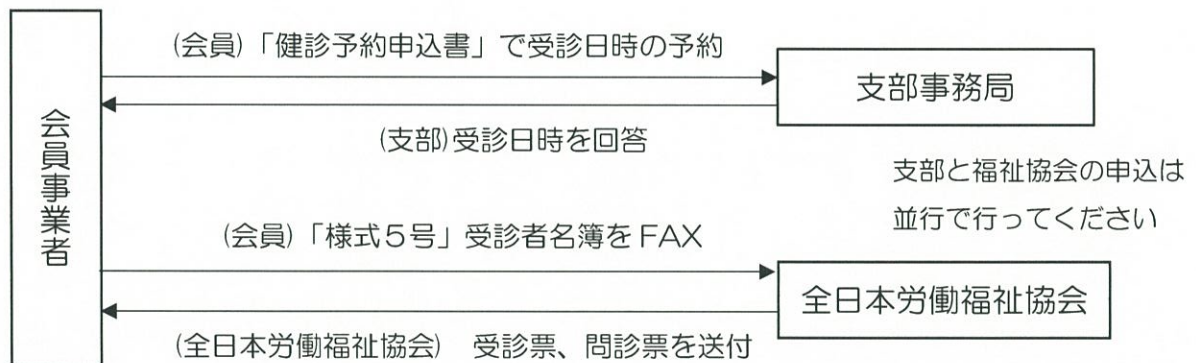 (会員)「健診予約申込書」で受診日時の予約
支部事務局
(支部)受診日時を回答
会員事業者
支部と福祉協会の申込は
並行で行ってください
(会員)「様式5号」受診者名簿をFAX
全日本労働福祉協会
(全日本労働福祉協会) 受診票、問診票を送付